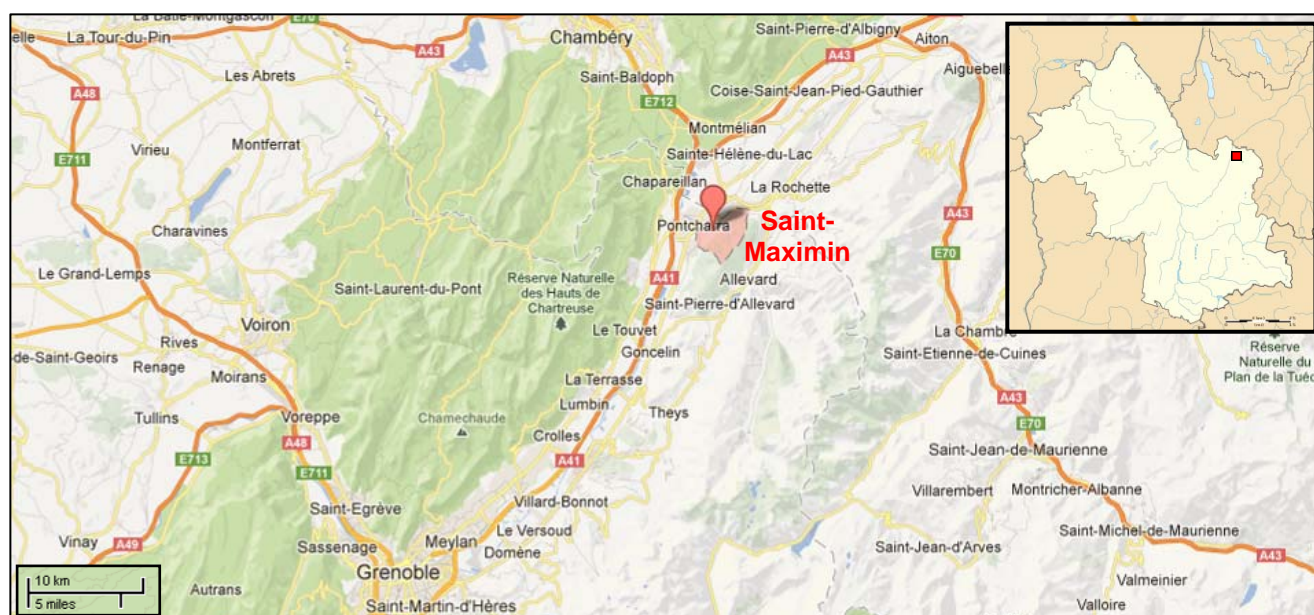 La Bâtie-Montgascon
E70
A43
Chambéry
Saint-Pierre-d'Albigny
Aiton
La Tour-du-Pin
A43
Les Abrets
Saint-Baldoph
Aiguebelle
A48
E712
Coise-Saint-Jean-Pied-Gauthier
Montmélian
E711
Virieu
Montferrat
Sainte-Hélène-du-Lac
Chapareillan
La Rochette
A43
Charavines
Pontcharra
Saint-
Maximin
E70
Le Grand-Lemps
Saint-Laurent-du-Pont
Réserve Naturelle
des Hauts de
Chartreuse
A41
Allevard
Saint-Pierre-d'Allevard
Voiron
Le Touvet
La Chambre
de-Saint-Geoirs
Rives
Goncelin
Saint-Etienne-de-Cuines
Réserve
Naturelle du
Plan de la Tuéd
Renage
Moirans
La Terrasse
A43
Tullins
Voreppe
Chamechaude
Lumbin
Theys
E70
A48
Crolles
E713
E711
A41
Saint-Jean-de-Maurienne
Villarembert
Montricher-Albanne
Saint-Egrève
Villard-Bonnot
Vinay
A49
Sassenage
Meylan
Le Versoud
Domène
Saint-Michel-de-Maurienne
Saint-Jean-d'Arves
A43
Grenoble
10 km
5 miles
Autrans
Saint-Martin-d'Hères
Valmeinier
Valloire